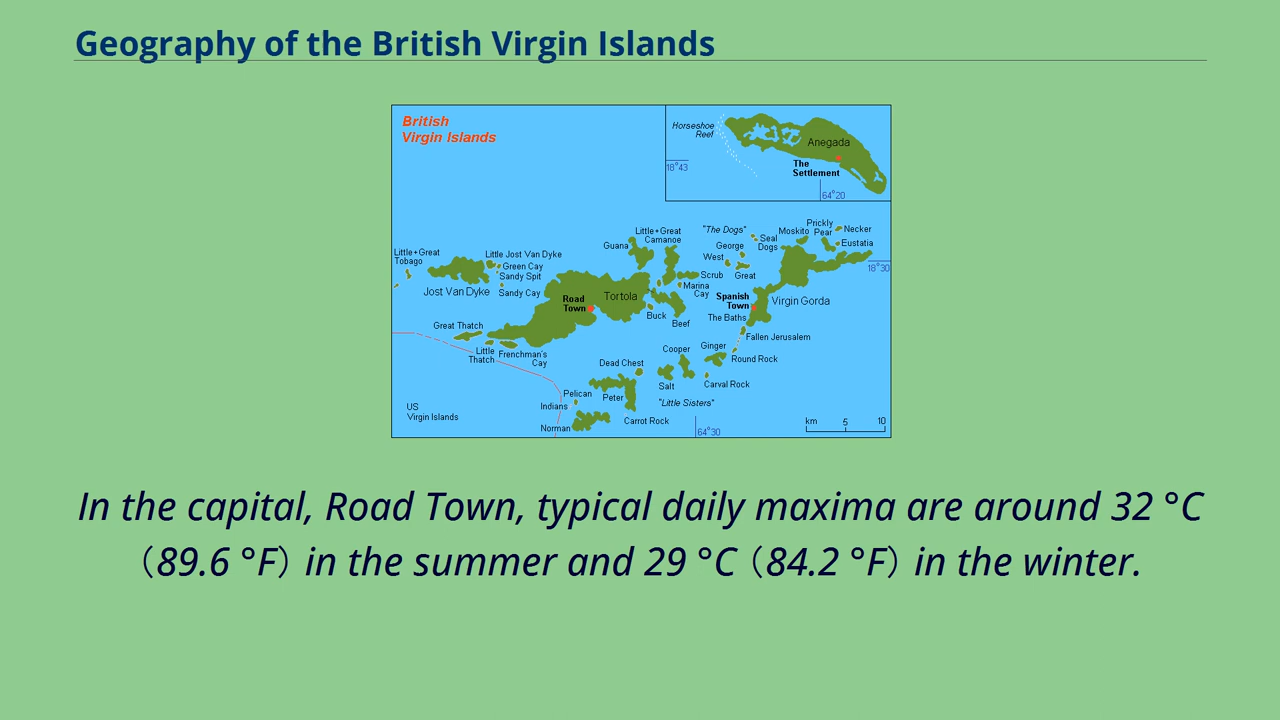 Geography of the British Virgin Islands
British
Virgin Islands
Horseshoe
Reef
Anegada
The
Settlement
18°43
64°20
Little+Great
Tobago
Jost Van Dyke
Little Jost Van Dyke
Green Cay
Sandy Spit
Sandy Cay
Guana
Little+Great
Camanoe
"The Dogs"
George
West
Seal
Dogs
Great
Scrub
Marina
Cay
Moskito
Prickly
Pear
Necker
Eustatia
18°30
Road
Town
Tortola
Buck
Beef
Spanish
Town
Virgin Gorda
The Baths
Fallen Jerusalem
Round Rock
Great Thatch
Little
Thatch
Frenchman's
Cay
Dead Chest
Cooper
Ginger
Salt
Carval Rock
"Little Sisters"
Pelican
Indians
Peter
Norman
Carrot Rock
US
Virgin Islands
64°30
km 5 10
In the capital, Road Town, typical daily maxima are around 32 °C
(89.6 °F) in the summer and 29 °C (84.2 °F) in the winter.